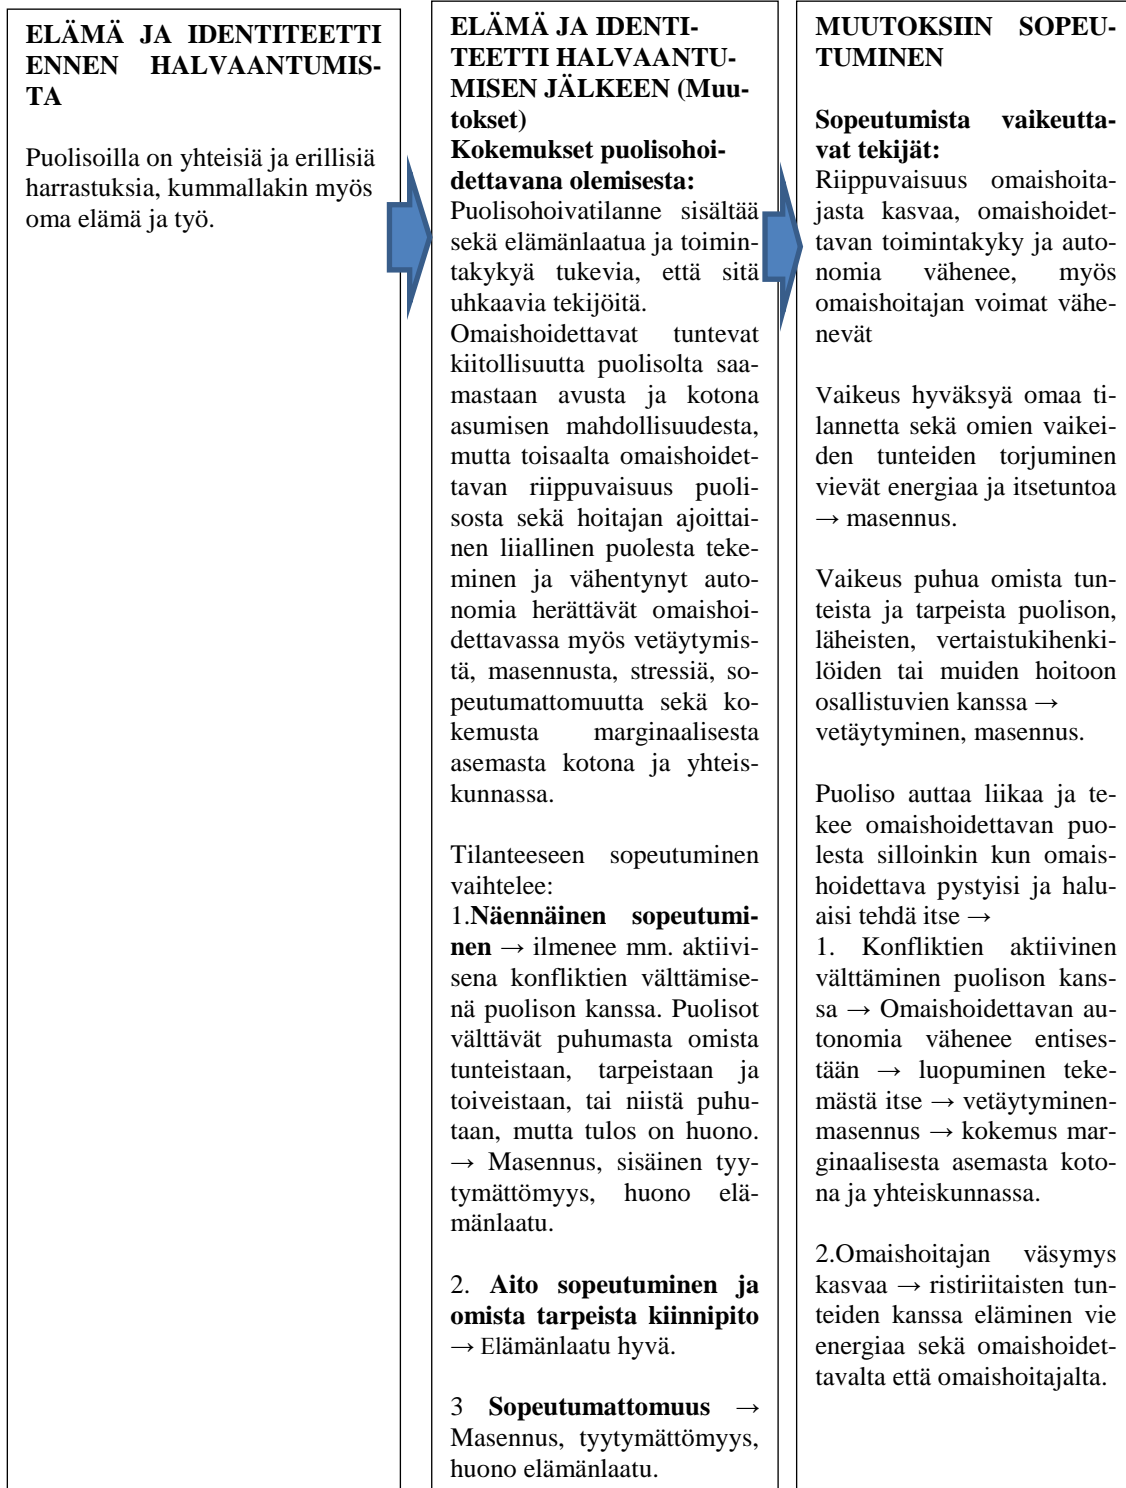 ELÄMÄ JA IDENTITEETTI
ENNEN HALVAANTUMIS-
TA
Puolisoilla on yhteisiä ja erillisiä
harrastuksia, kummallakin myös
oma elämä ja työ.
ELÄMÄ JA IDENTI-
TEETTI HALVAANTU-
MISEN JÄLKEEN (Muu-
tokset)
Kokemukset puolisohoi-
dettavana olemisesta:
Puolisohoivatilanne sisältää
sekä elämänlaatua ja toimin-
takykyä tukevia, että sitä
uhkaavia tekijöitä.
Omaishoidettavat tuntevat
kiitollisuutta puolisolta saa-
mastaan avusta ja kotona
asumisen mahdollisuudesta,
mutta toisaalta omaishoidet-
tavan riippuvaisuus puoli-
sosta sekä hoitajan ajoittai-
nen liiallinen puolesta teke-
minen ja vähentynyt auto-
nomia herättävät omaishoi-
dettavassa myös vetäytymis-
tä, masennusta, stressiä, so-
peutumattomuutta sekä ko-
kemusta marginaalisesta
asemasta kotona ja yhteis-
kunnassa.
Tilanteeseen sopeutuminen
vaihtelee:
1.Näennäinen sopeutumi-
nen → ilmenee mm. aktiivi-
sena konfliktien välttämise-
nä puolison kanssa. Puolisot
välttävät puhumasta omista
tunteistaan, tarpeistaan ja
toiveistaan, tai niistä puhu-
taan, mutta tulos on huono.
→ Masennus, sisäinen tyy-
tymättömyys, huono elä-
mänlaatu.
2. Aito sopeutuminen ja
omista tarpeista kiinnipito
→ Elämänlaatu hyvä.
3 Sopeutumattomuus →
Masennus, tyytymättömyys,
huono elämänlaatu.
MUUTOKSIIN SOPEU-
TUMINEN
Sopeutumista vaikeutta-
vat tekijät:
Riippuvaisuus omaishoita-
jasta kasvaa, omaishoidet-
tavan toimintakyky ja auto-
nomia vähenee, myös
omaishoitajan voimat vähe-
nevät
Vaikeus hyväksyä omaa ti-
lannetta sekä omien vaikei-
den tunteiden torjuminen
vievät energiaa ja itsetuntoa
→ masennus.
Vaikeus puhua omista tun-
teista ja tarpeista puolison,
läheisten, vertaistukihenki-
löiden tai muiden hoitoon
osallistuvien kanssa →
vetäytyminen, masennus.
Puoliso auttaa liikaa ja te-
kee omaishoidettavan puo-
lesta silloinkin kun omais-
hoidettava pystyisi ja halu-
aisi tehdä itse →
1. Konfliktien aktiivinen
välttäminen puolison kans-
sa → Omaishoidettavan au-
tonomia vähenee entises-
tään → luopuminen teke-
mästä itse → vetäytyminen-
masennus → kokemus mar-
ginaalisesta asemasta koto-
na ja yhteiskunnassa.
2.Omaishoitajan väsymys
kasvaa → ristiriitaisten tun-
teiden kanssa eläminen vie
energiaa sekä omaishoidet-
tavalta että omaishoitajalta.